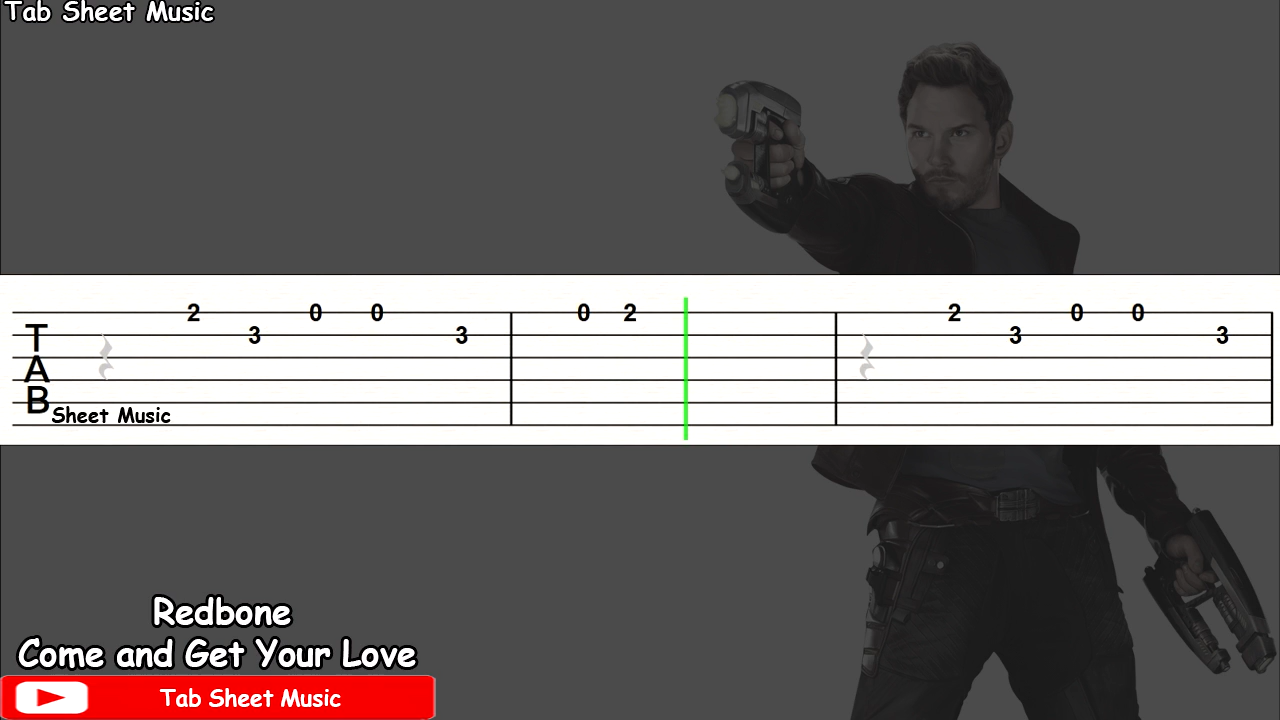 Tab Sheet Music
2 0 0 0 2 2 0 0
3 3 3 3
T
A
B
Sheet Music
Redbone
Come and Get Your Love
Tab Sheet Music